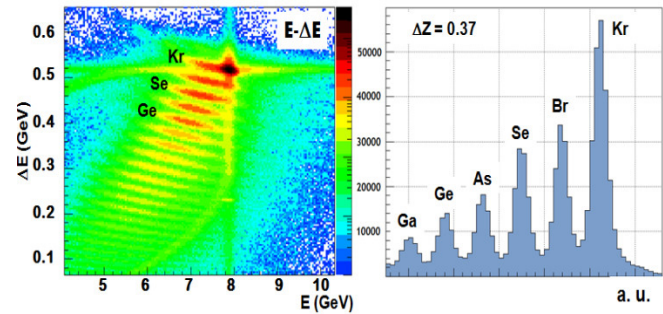 E-ΔE
Kr
Se
Ge
ΔE (GeV)
0.6
0.5
0.4
0.3
0.2
0.1
5
6
7
8
9
10
E (GeV)
ΔZ = 0.37
Kr
Br
Se
As
Ge
Ga
50000
40000
30000
20000
10000
a. u.